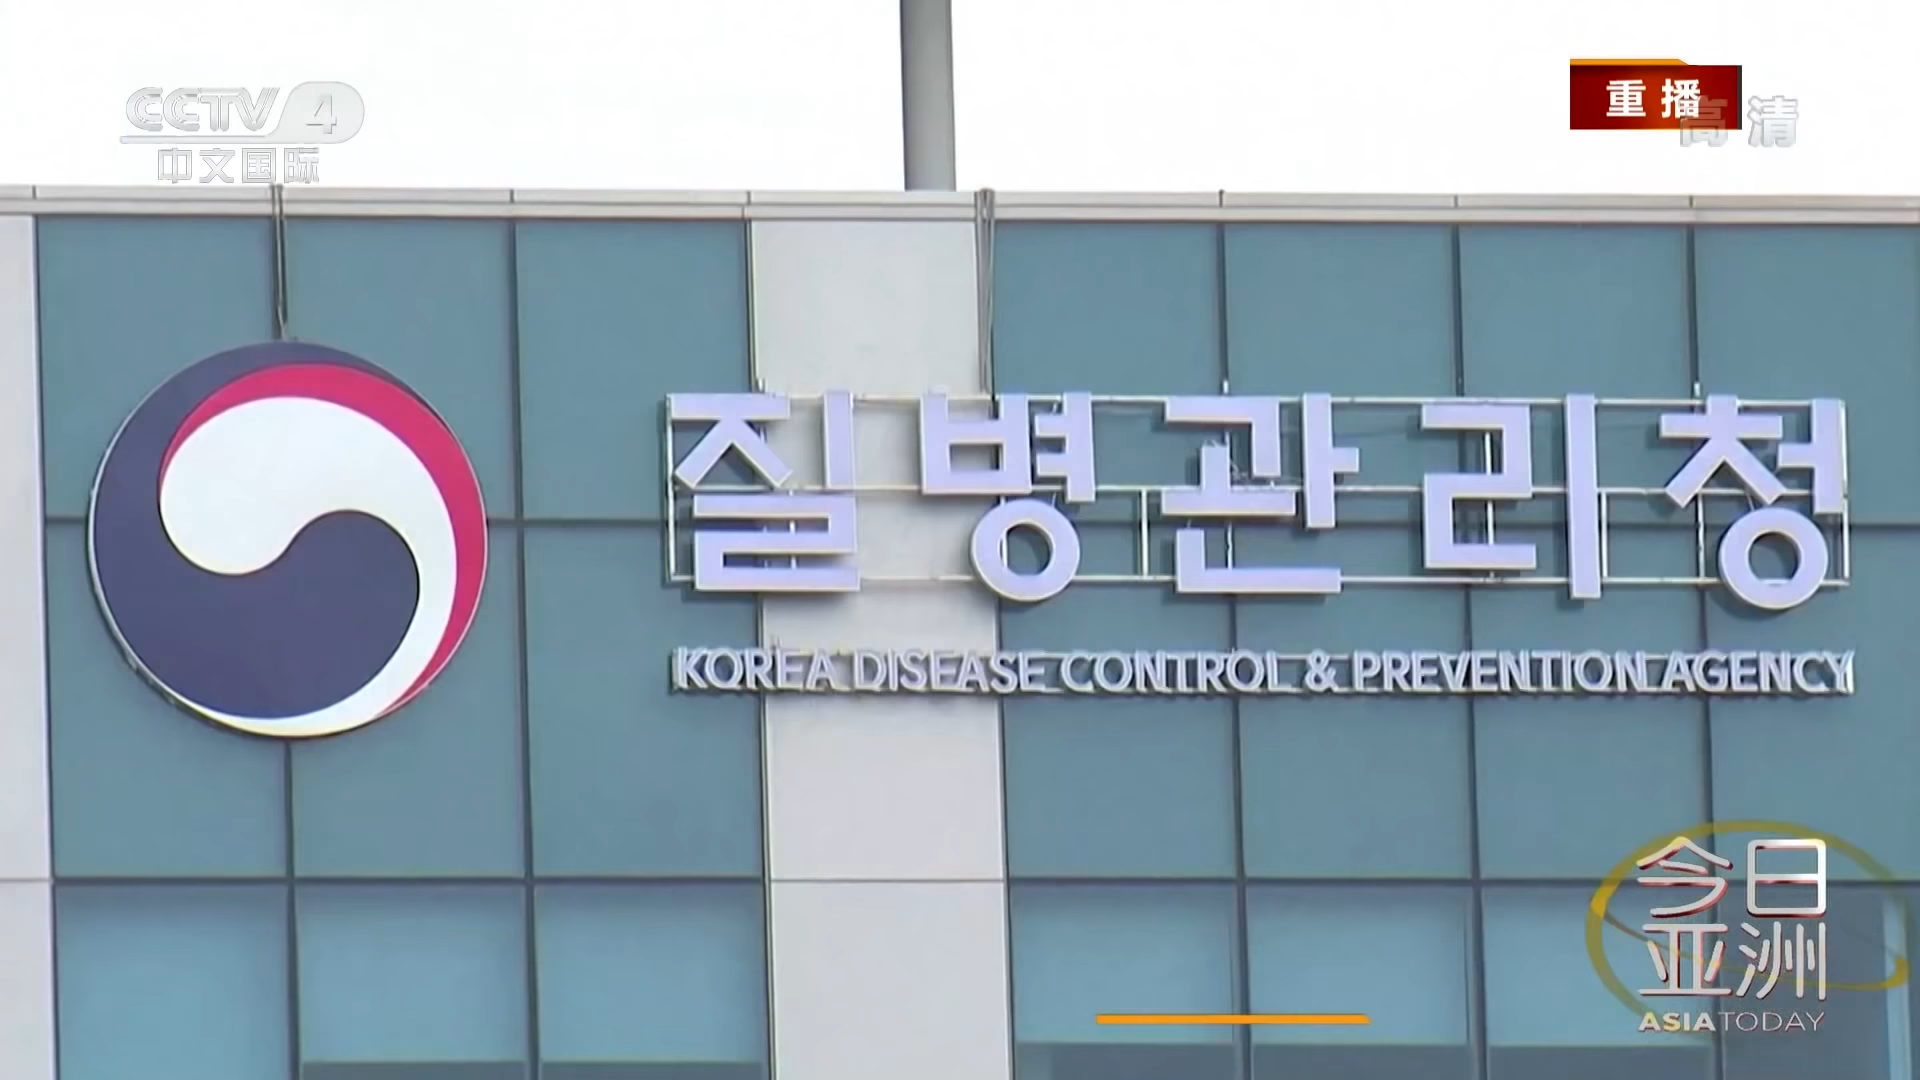 CCTV 4
中文国际
重播
高清
질병관리청
KOREA DISEASE CONTROL & PREVENTION AGENCY
今日
亚洲
ASIA TODAY